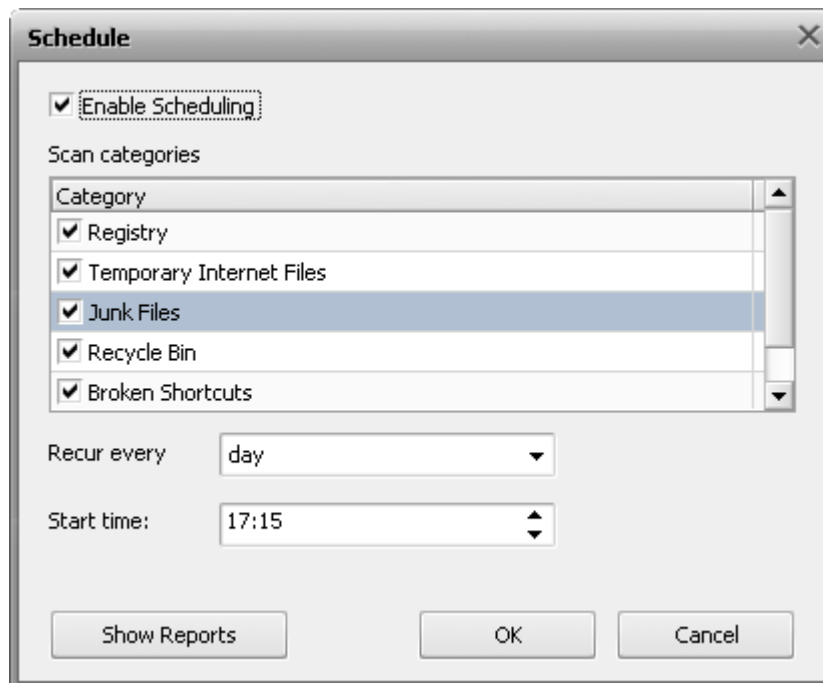 Schedule
Enable Scheduling
Scan categories
Category
Registry
Temporary Internet Files
Junk Files
Recycle Bin
Broken Shortcuts
Recur every day
Start time: 17:15
Show Reports OK Cancel